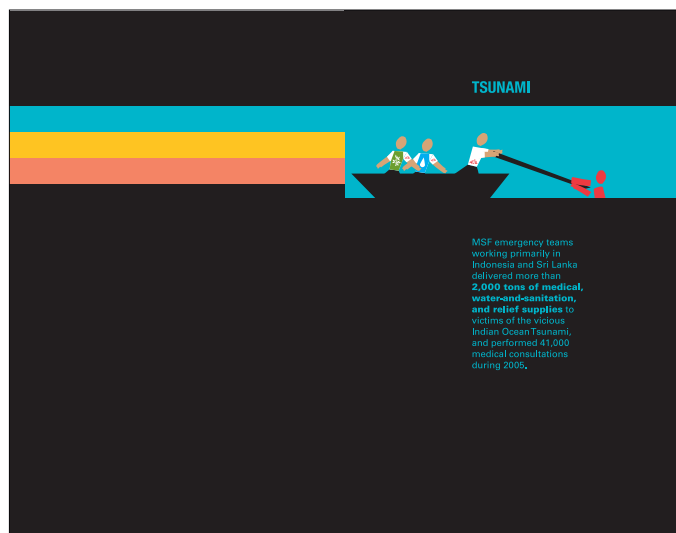 TSUNAMI
MSF emergency teams
working primarily in
Indonesia and Sri Lanka
delivered more than
2,000 tons of medical,
water-and-sanitation,
and relief supplies to
victims of the vicious
Indian Ocean Tsunami,
and performed 41,000
medical consultations
during 2005.